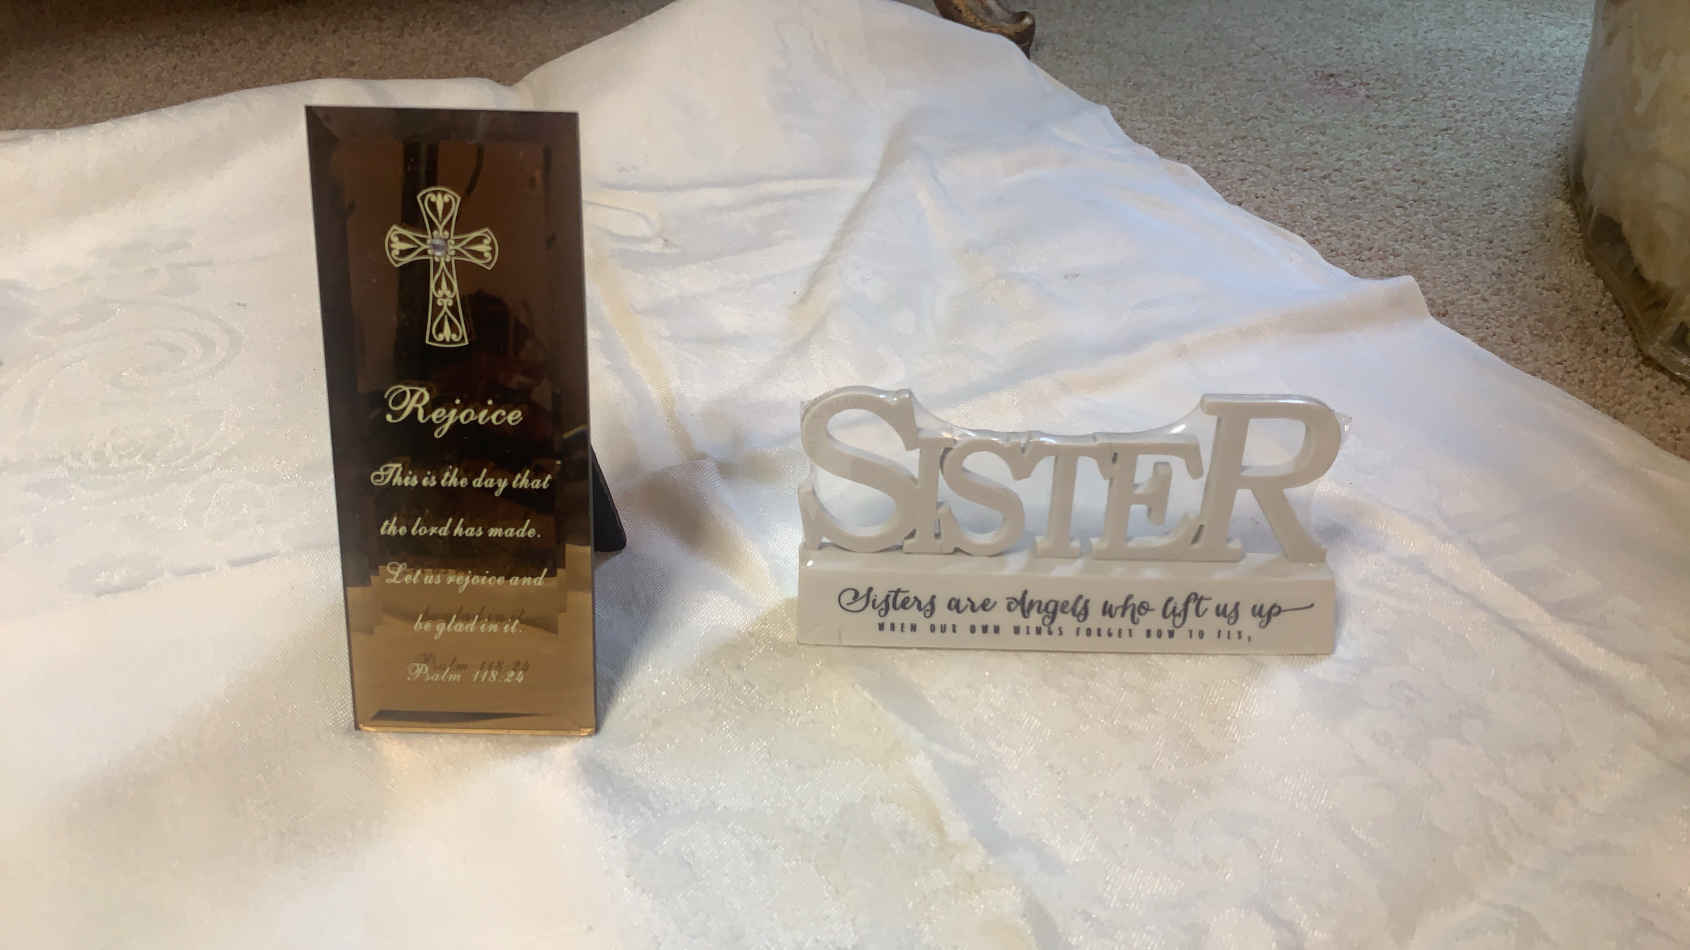 Rejoice
This is the day that
the lord has made.
Let us rejoice and
be glad in it.
Psalm 118:24
SISTER
Sisters are Angels who lift us up
WHEN OUR OWN WINGS FORGET HOW TO FLY,